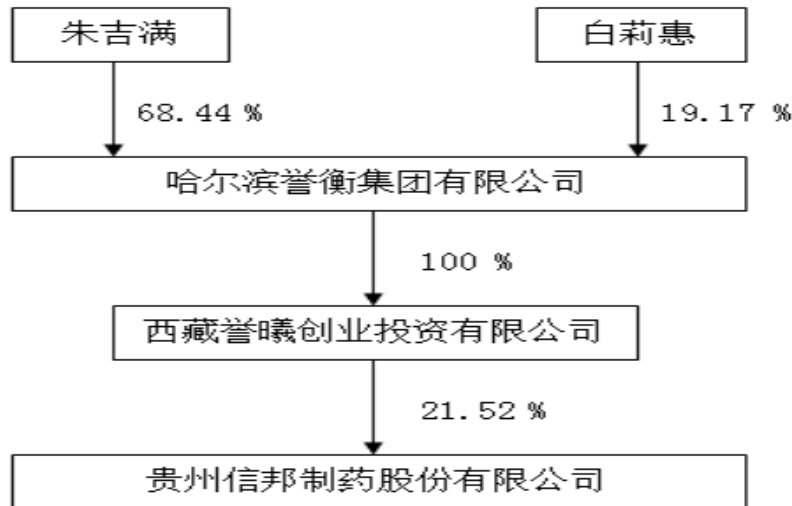 朱吉满
白莉惠
68.44 %
19.17 %
哈尔滨誉衡集团有限公司
100 %
西藏誉曦创业投资有限公司
21.52 %
贵州信邦制药股份有限公司